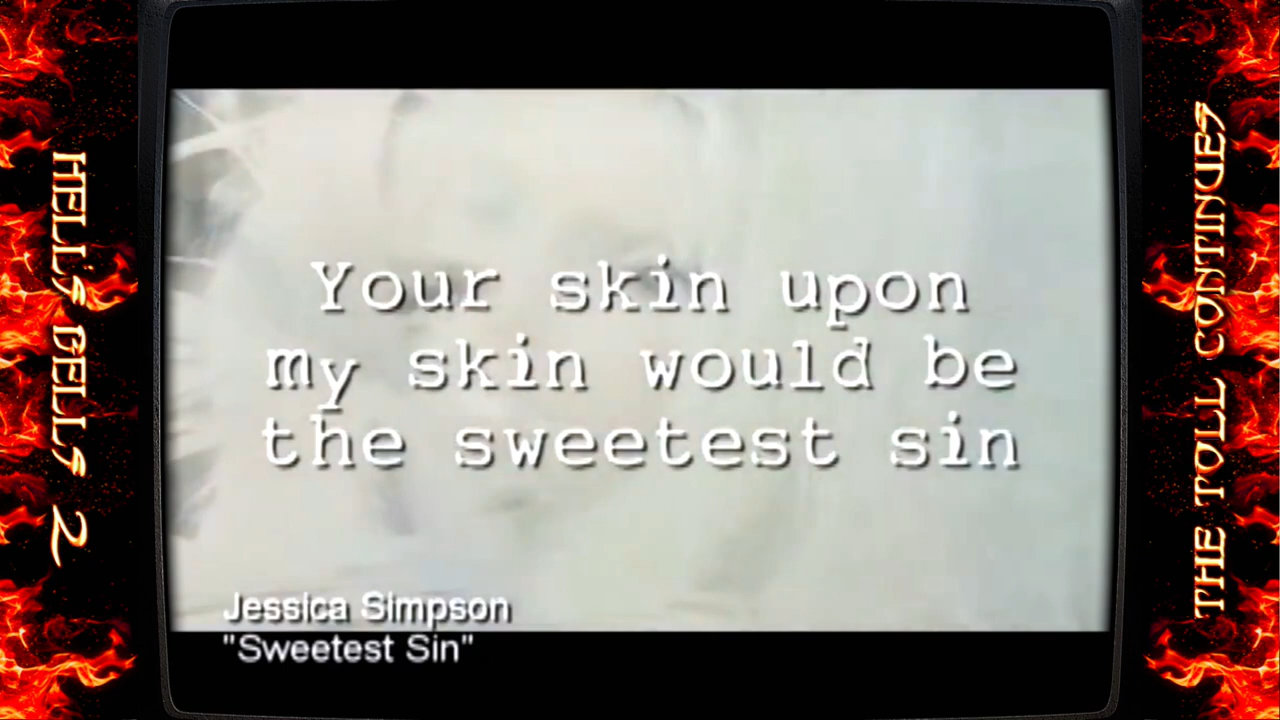 HELL'S BELLS 2
Your skin upon
my skin would be
the sweetest sin
Jessica Simpson
"Sweetest Sin"
THE TOLL CONTINUES